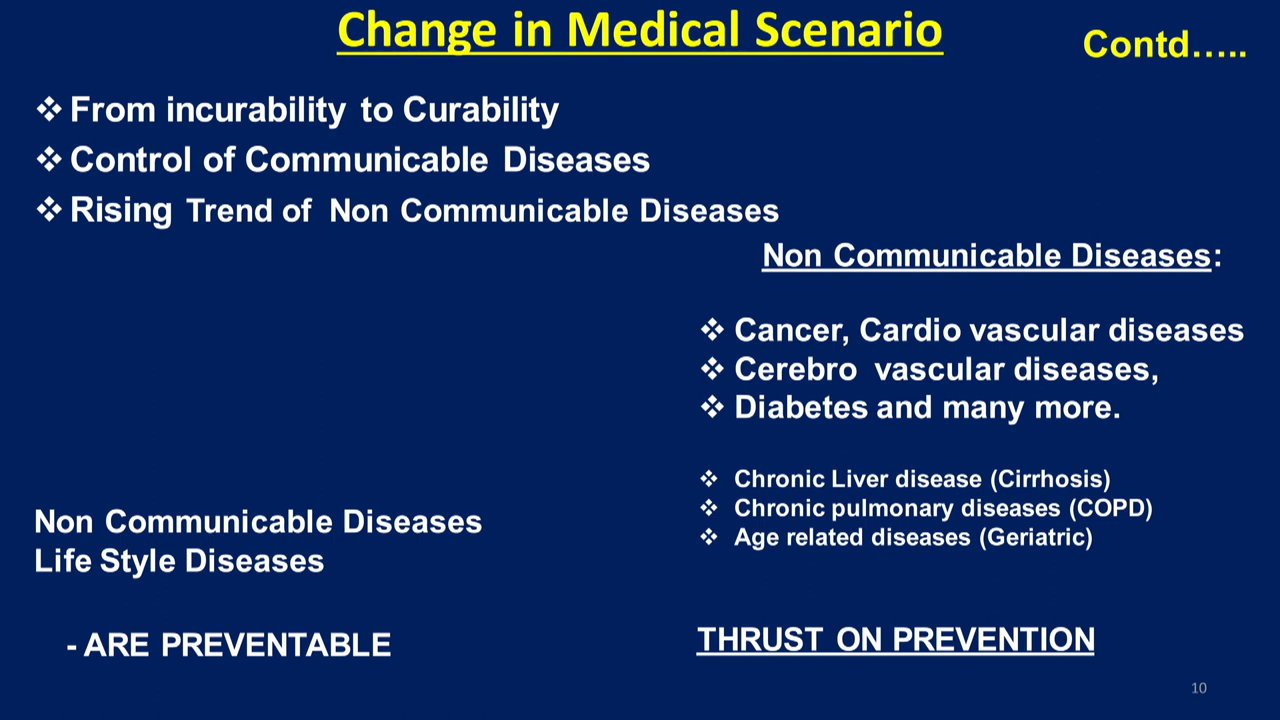 Change in Medical Scenario
Contd.....
❖ From incurability to Curability
❖ Control of Communicable Diseases
❖ Rising Trend of Non Communicable Diseases
Non Communicable Diseases:
❖ Cancer, Cardio vascular diseases
❖ Cerebro vascular diseases,
❖ Diabetes and many more.
❖ Chronic Liver disease (Cirrhosis)
❖ Chronic pulmonary diseases (COPD)
❖ Age related diseases (Geriatric)
Non Communicable Diseases
Life Style Diseases
- ARE PREVENTABLE
THRUST ON PREVENTION
10